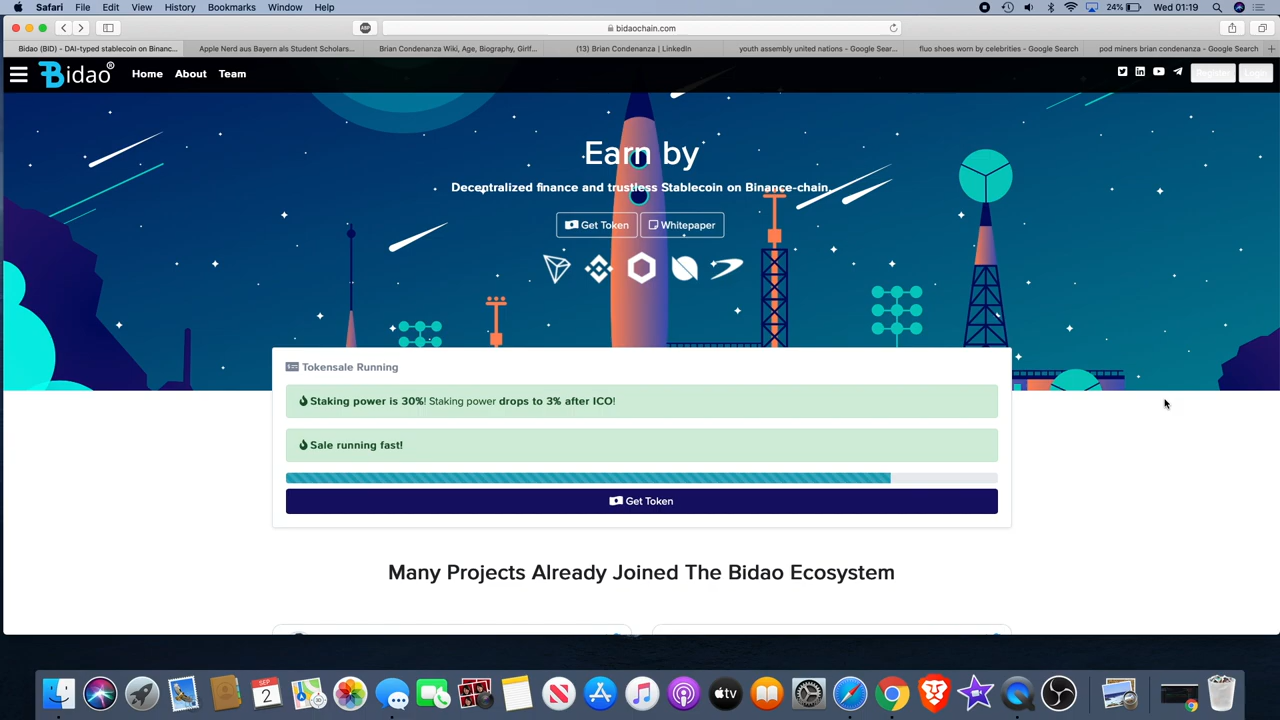 Safari File Edit View History Bookmarks Window Help
24% Wed 01:19
bidaochain.com
Bidao (BID) - DAI-typed stablecoin on Binanc...
Apple Nerd aus Bayern als Student Scholars...
Brian Condenanza Wiki, Age, Biography, Girlf...
(13) Brian Condenanza | LinkedIn
youth assembly united nations - Google Sear...
fluo shoes worn by celebrities - Google Search
pod miners brian condenanza - Google Search
Bidao®
Home About Team
Register Login
Earn by
Decentralized finance and trustless Stablecoin on Binance-chain.
Get Token Whitepaper
Tokensale Running
Staking power is 30%! Staking power drops to 3% after ICO!
Sale running fast!
Get Token
Many Projects Already Joined The Bidao Ecosystem
SEP
2
tv